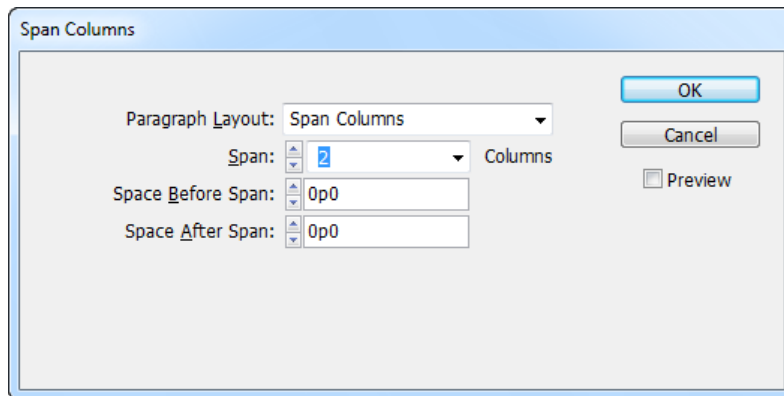 Span Columns
OK
Paragraph Layout: Span Columns
Cancel
Span: 2 Columns
Preview
Space Before Span: 0p0
Space After Span: 0p0